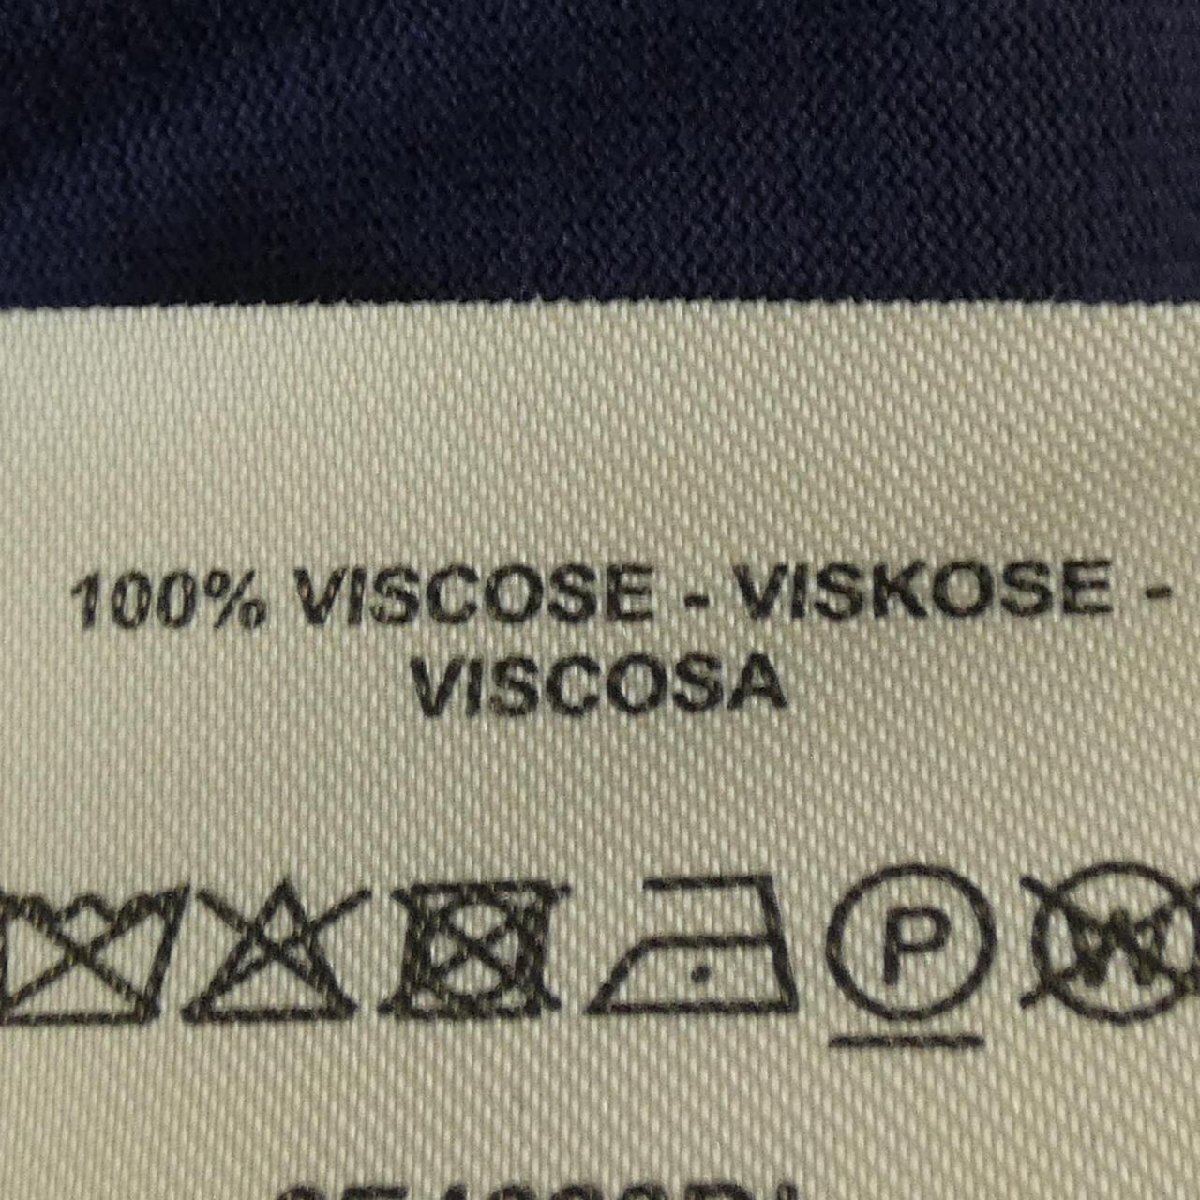 100% VISCOSE - VISKOSE -
VISCOSA
P
W